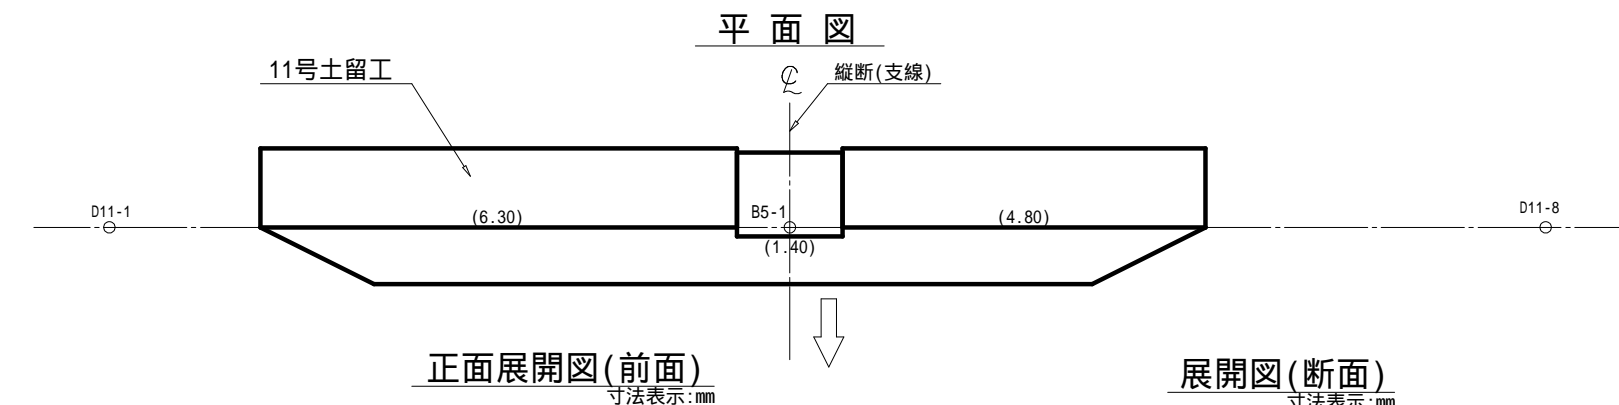 平 面 図
11号土留工
℄ 縦断(支線)
D11-1
(6.30)
B5-1
(4.80)
D11-8
(1.40)
正面展開図(前面)
寸法表示:㎜
展開図(断面)
寸法表示:㎜